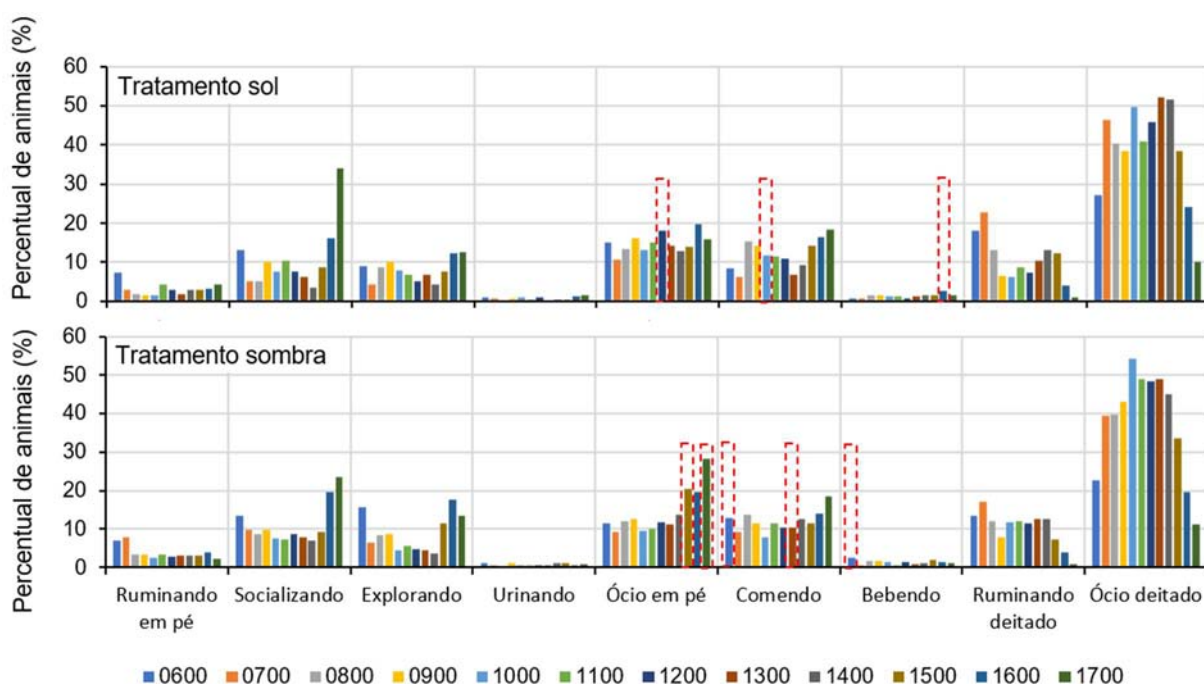 Percentual de animais (%)
60
50
40
30
20
10
0
Tratamento sol
Percentual de animais (%)
60
50
40
30
20
10
0
Tratamento sombra
Ruminando
em pé
Socializando
Explorando
Urinando
Ócio em pé
Comendo
Bebendo
Ruminando
deitado
Ócio deitado
0600 0700 0800 0900 1000 1100 1200 1300 1400 1500 1600 1700